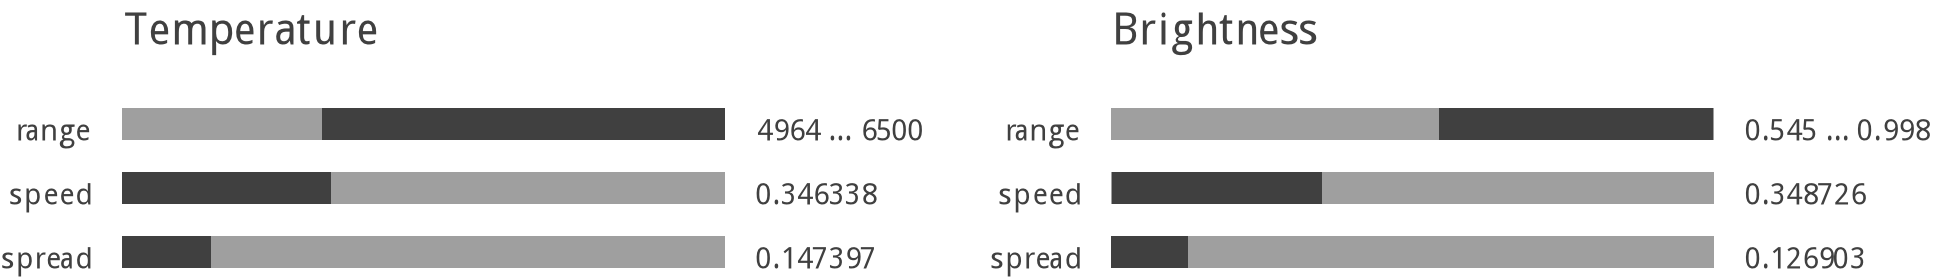 Temperature
range 4964 ... 6500
speed 0.346338
spread 0.147397
Brightness
range 0.545 ... 0.998
speed 0.348726
spread 0.126903